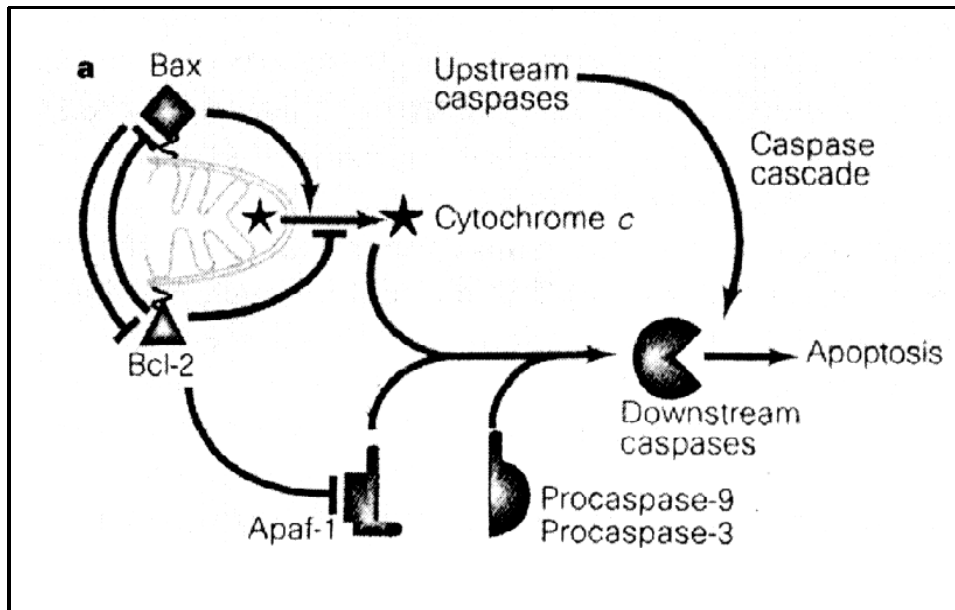 a
Bax
Upstream
caspases
Caspase
cascade
Cytochrome c
Bcl-2
Apoptosis
Downstream
caspases
Apaf-1
Procaspase-9
Procaspase-3